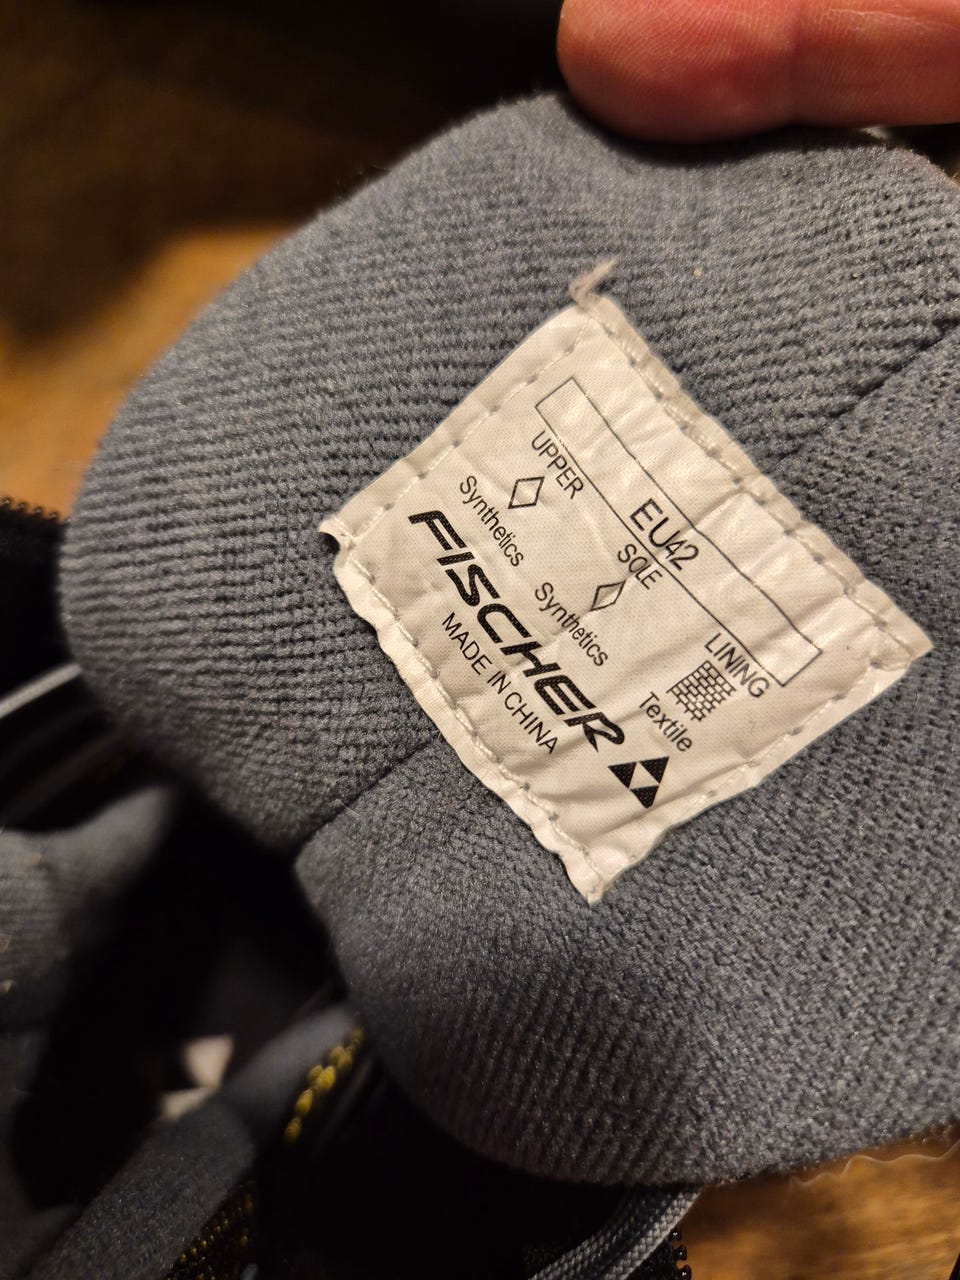 EU42
UPPER SOLE LINING
Synthetics Synthetics Textile
FISCHER
MADE IN CHINA